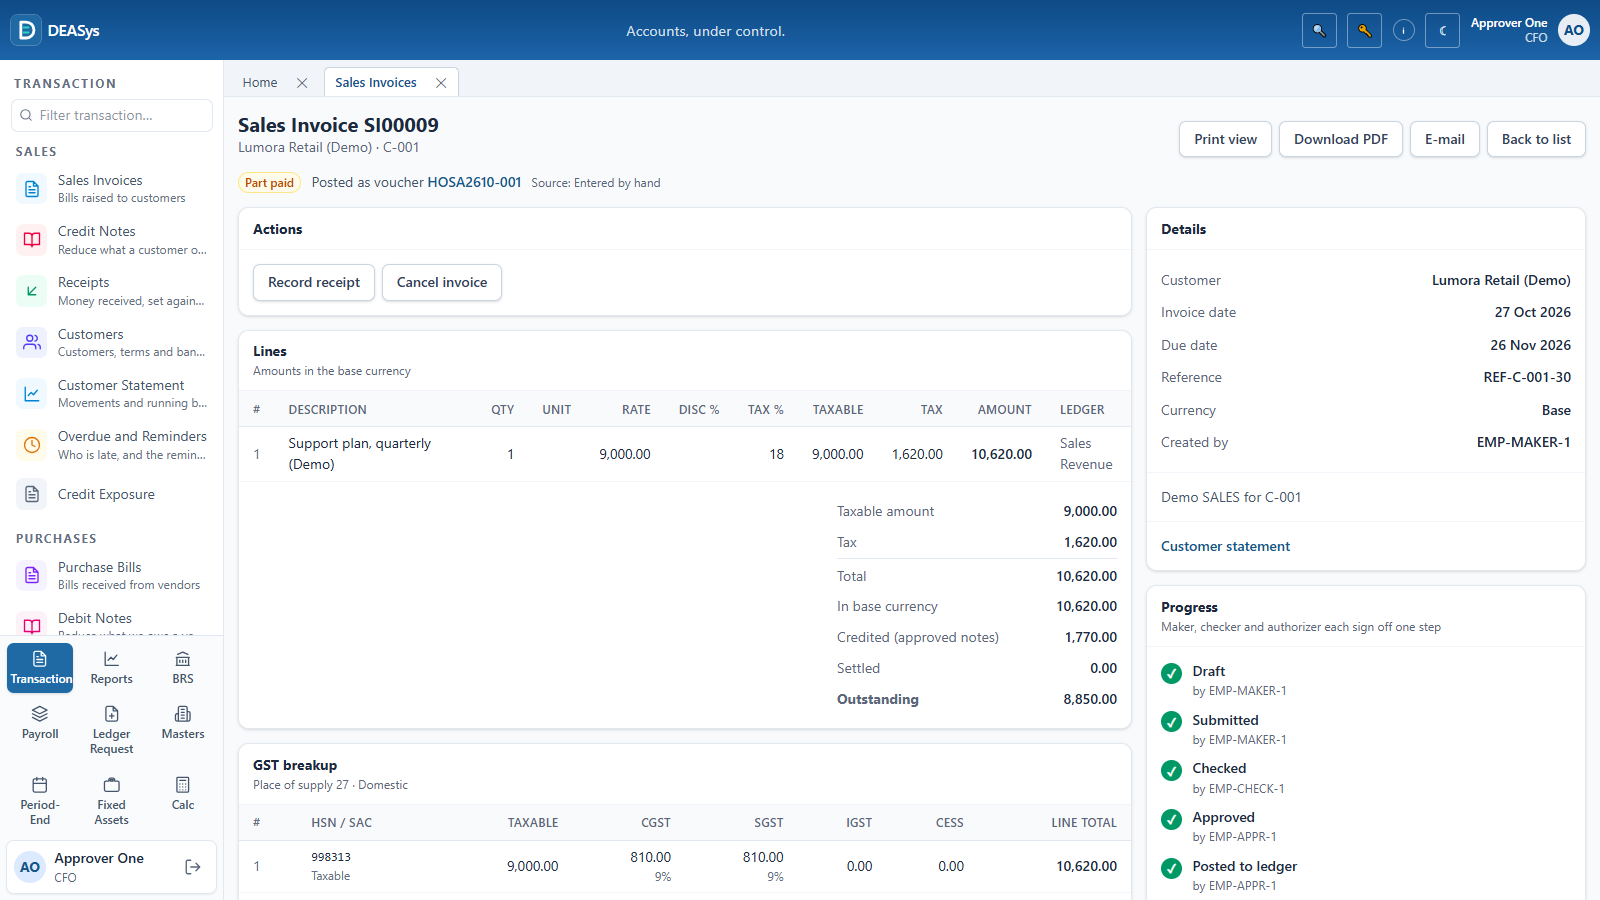 DEASys
Accounts, under control.
Approver One
CFO
AO
TRANSACTION
Filter transaction...
SALES
Sales Invoices
Bills raised to customers
Credit Notes
Reduce what a customer o...
Receipts
Money received, set again...
Customers
Customers, terms and ban...
Customer Statement
Movements and running b...
Overdue and Reminders
Who is late, and the remin...
Credit Exposure
PURCHASES
Purchase Bills
Bills received from vendors
Debit Notes
Transaction
Reports
BRS
Payroll
Ledger Request
Masters
Period-End
Fixed Assets
Calc
AO
Approver One
CFO
Home
Sales Invoices
Sales Invoice SI00009
Lumora Retail (Demo) · C-001
Part paid Posted as voucher HOSA2610-001 Source: Entered by hand
Print view
Download PDF
E-mail
Back to list
Actions
Record receipt
Cancel invoice
Lines
Amounts in the base currency
# DESCRIPTION QTY UNIT RATE DISC % TAX % TAXABLE TAX AMOUNT LEDGER
1 Support plan, quarterly (Demo) 1 9,000.00 18 9,000.00 1,620.00 10,620.00 Sales Revenue
Taxable amount 9,000.00
Tax 1,620.00
Total 10,620.00
In base currency 10,620.00
Credited (approved notes) 1,770.00
Settled 0.00
Outstanding 8,850.00
GST breakup
Place of supply 27 · Domestic
# HSN / SAC TAXABLE CGST SGST IGST CESS LINE TOTAL
1 998313 9,000.00 810.00 810.00 0.00 0.00 10,620.00
Taxable 9% 9%
Details
Customer Lumora Retail (Demo)
Invoice date 27 Oct 2026
Due date 26 Nov 2026
Reference REF-C-001-30
Currency Base
Created by EMP-MAKER-1
Demo SALES for C-001
Customer statement
Progress
Maker, checker and authorizer each sign off one step
Draft
by EMP-MAKER-1
Submitted
by EMP-MAKER-1
Checked
by EMP-CHECK-1
Approved
by EMP-APPR-1
Posted to ledger
by EMP-APPR-1